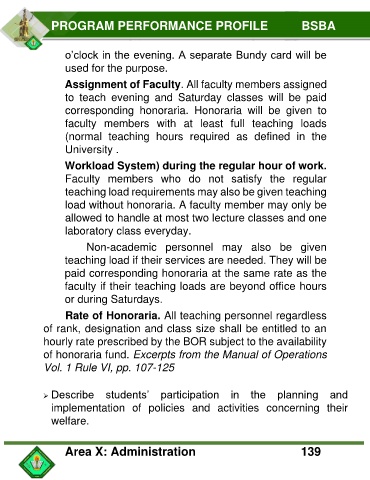 PROGRAM PERFORMANCE PROFILE BSBA
o'clock in the evening. A separate Bundy card will be
used for the purpose.
Assignment of Faculty. All faculty members assigned
to teach evening and Saturday classes will be paid
corresponding honoraria. Honoraria will be given to
faculty members with at least full teaching loads
(normal teaching hours required as defined in the
University .
Workload System) during the regular hour of work.
Faculty members who do not satisfy the regular
teaching load requirements may also be given teaching
load without honoraria. A faculty member may only be
allowed to handle at most two lecture classes and one
laboratory class everyday.
Non-academic personnel may also be given
teaching load if their services are needed. They will be
paid corresponding honoraria at the same rate as the
faculty if their teaching loads are beyond office hours
or during Saturdays.
Rate of Honoraria. All teaching personnel regardless
of rank, designation and class size shall be entitled to an
hourly rate prescribed by the BOR subject to the availability
of honoraria fund. Excerpts from the Manual of Operations
Vol. 1 Rule VI, pp. 107-125
➢ Describe students' participation in the planning and
implementation of policies and activities concerning their
welfare.
Area X: Administration 139